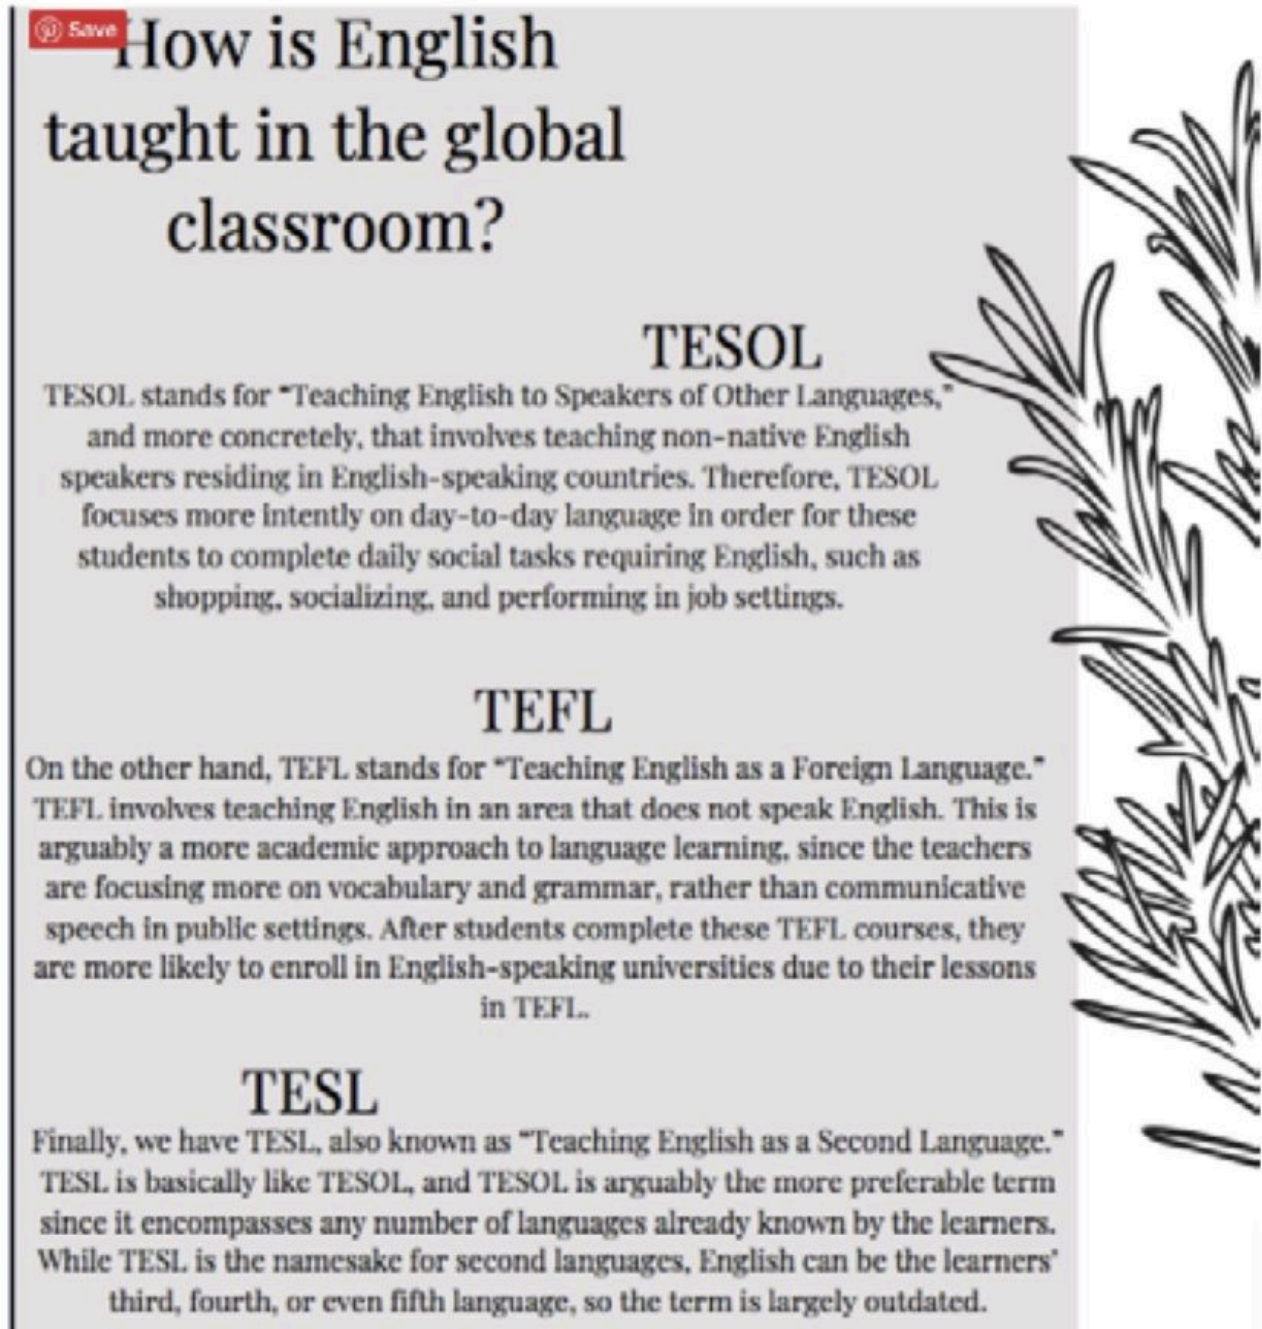 Save
How is English
taught in the global
classroom?
TESOL
TESOL stands for "Teaching English to Speakers of Other Languages,"
and more concretely, that involves teaching non-native English
speakers residing in English-speaking countries. Therefore, TESOL
focuses more intently on day-to-day language in order for these
students to complete daily social tasks requiring English, such as
shopping, socializing, and performing in job settings.
TEFL
On the other hand, TEFL stands for "Teaching English as a Foreign Language."
TEFL involves teaching English in an area that does not speak English. This is
arguably a more academic approach to language learning, since the teachers
are focusing more on vocabulary and grammar, rather than communicative
speech in public settings. After students complete these TEFL courses, they
are more likely to enroll in English-speaking universities due to their lessons
in TEFL.
TESL
Finally, we have TESL, also known as "Teaching English as a Second Language."
TESL is basically like TESOL, and TESOL is arguably the more preferable term
since it encompasses any number of languages already known by the learners.
While TESL is the namesake for second languages, English can be the learners'
third, fourth, or even fifth language, so the term is largely outdated.